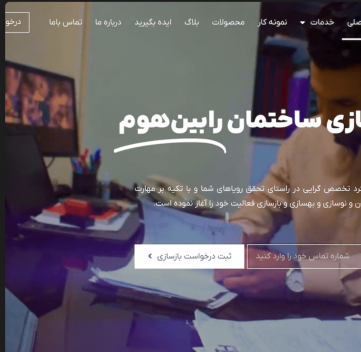 خدمات نمونه کار محصولات بلاگ ایده بگیرید درباره ما تماس باما
ساختمان رابین‌هوم
تخصص گرایی در راستای تحقق رویاهای شما و با تکیه بر مهارت
و نوسازی و بهسازی و بازسازی فعالیت خود را آغاز نموده است.
شماره تماس خود را وارد کنید ثبت درخواست بازسازی